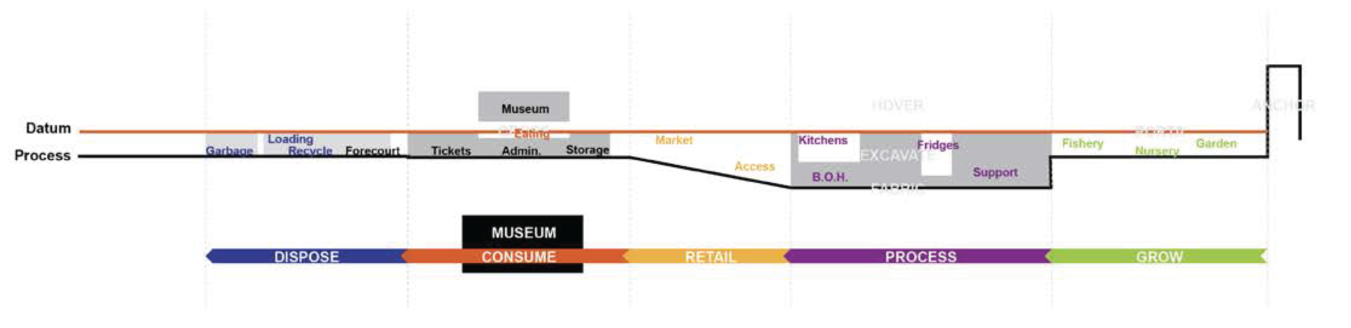 HOVER
ANCHOR
Museum
Datum
Eating
Loading
Market
Kitchens
Fishery
Garden
Process
Garbage
Recycle
Forecourt
Tickets
Admin.
Storage
Fridges
EXCAVATE
Nursery
Access
B.O.H.
Support
FABRIC
MUSEUM
DISPOSE
CONSUME
RETAIL
PROCESS
GROW